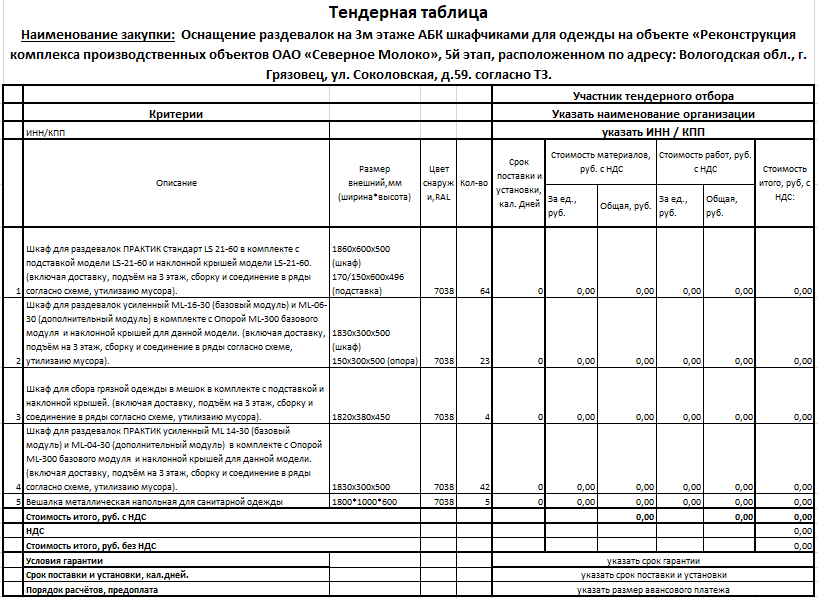 Тендерная таблица
Наименование закупки: Оснащение раздевалок на 3м этаже АБК шкафчиками для одежды на объекте «Реконструкция
комплекса производственных объектов ОАО «Северное Молоко», 5й этап, расположенном по адресу: Вологодская обл., г.
Грязовец, ул. Соколовская, д.59. согласно ТЗ.
Участник тендерного отбора
Критерии Указать наименование организации
ИНН/КПП указать ИНН / КПП
Описание
Размер
внешний,мм
(ширина*высота)
Цвет
снаруж
и,RAL
Кол-во
Срок
поставки и
установки,
кал. Дней
Стоимость материалов,
руб. с НДС
За ед.,
руб.
Общая, руб.
Стоимость работ, руб.
с НДС
За ед.,
руб.
Общая,
руб.
Стоимость
итого, руб, с
НДС:
Шкаф для раздевалок ПРАКТИК Стандарт LS 21-60 в комплекте с 1860х600х500
подставкой модели LS-21-60 и наклонной крышей модели LS-21-60. (шкаф)
(включая доставку, подъём на 3 этаж, сборку и соединение в ряды 170/150х600х496
1 согласно схеме, утилизаию мусора). (подставка) 7038 64 0 0,00 0,00 0,00 0,00 0,00
Шкаф для раздевалок усиленный ML-16-30 (базовый модуль) и ML-06-
30 (дополнительный модуль) в комплекте с Опорой ML-300 базового
модуля и наклонной крышей для данной модели. (включая доставку, 1830х300х500
подъём на 3 этаж, сборку и соединение в ряды согласно схеме, (шкаф)
2 утилизаию мусора). 150х300х500 (опора) 7038 23 0 0,00 0,00 0,00 0,00 0,00
Шкаф для сбора грязной одежды в мешок в комплекте с подставкой и
наклонной крышей. (включая доставку, подъём на 3 этаж, сборку и
3 соединение в ряды согласно схеме, утилизаию мусора). 1820х380х450 7038 4 0 0,00 0,00 0,00 0,00 0,00
Шкаф для раздевалок ПРАКТИК усиленный ML 14-30 (базовый
модуль) и ML-04-30 (дополнительный модуль) в комплекте с Опорой
ML-300 базового модуля и наклонной крышей для данной модели.
(включая доставку, подъём на 3 этаж, сборку и соединение в ряды
4 согласно схеме, утилизаию мусора). 1830х300х500 7038 42 0 0,00 0,00 0,00 0,00 0,00
5 Вешалка металлическая напольная для санитарной одежды 1800*1000*600 7038 5 0 0,00 0,00 0,00 0,00 0,00
Стоимость итого, руб. с НДС 0,00 0,00 0,00
НДС 0,00
Стоимость итого, руб. без НДС 0,00
Условия гарантии указать срок гарантии
Срок поставки и установки, кал.дней. указать срок поставки и установки
Порядок расчётов, предоплата указать размер авансового платежа